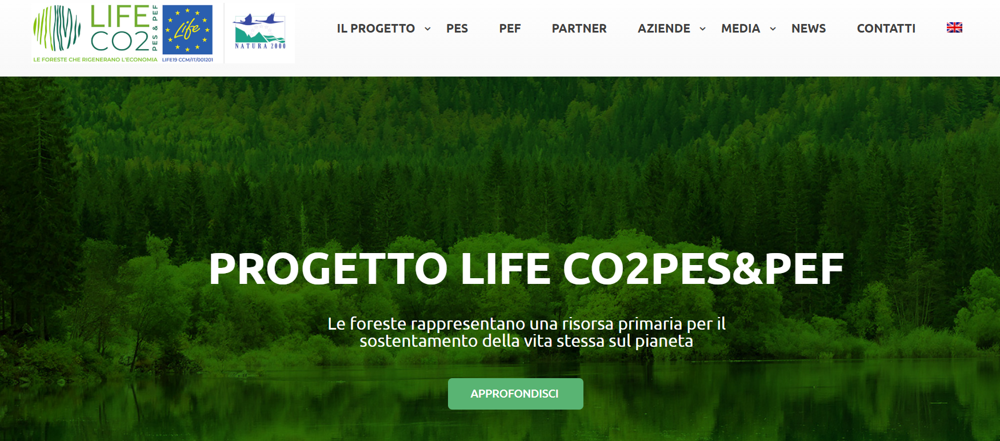 LIFE
CO2
PES & PEF
LE FORESTE CHE RIGENERANO L'ECONOMIA
Life
LIFE19 CCM/IT/001201
NATURA 2000
IL PROGETTO PES PEF PARTNER AZIENDE MEDIA NEWS CONTATTI
PROGETTO LIFE CO2PES&PEF
Le foreste rappresentano una risorsa primaria per il
sostentamento della vita stessa sul pianeta
APPROFONDISCI